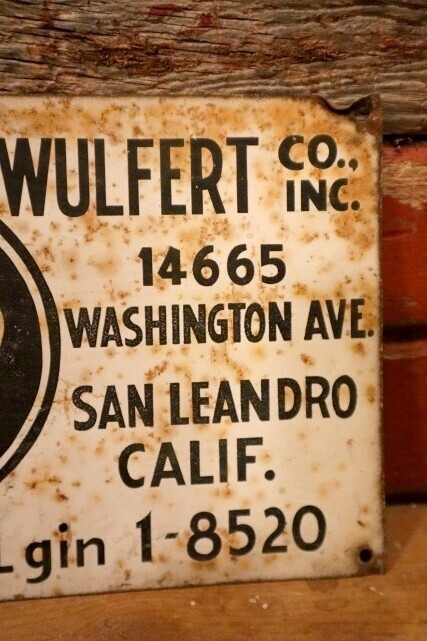 WULFERT CO., INC.
14665
WASHINGTON AVE.
SAN LEANDRO
CALIF.
Lgin 1-8520